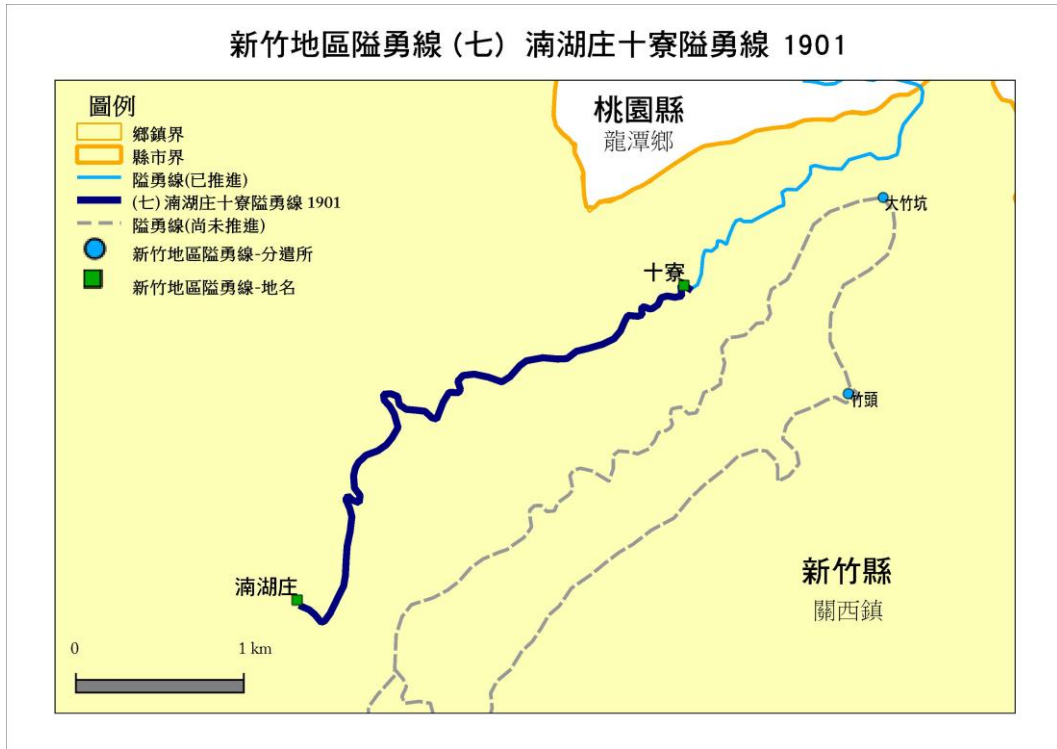 新竹地區隘勇線 (七) 湳湖庄十寮隘勇線 1901
圖例
鄉鎮界
縣市界
隘勇線(已推進)
(七) 湳湖庄十寮隘勇線 1901
隘勇線(尚未推進)
新竹地區隘勇線-分遣所
新竹地區隘勇線-地名
桃園縣
龍潭鄉
大竹坑
十寮
竹頭
新竹縣
關西鎮
湳湖庄
0 1 km